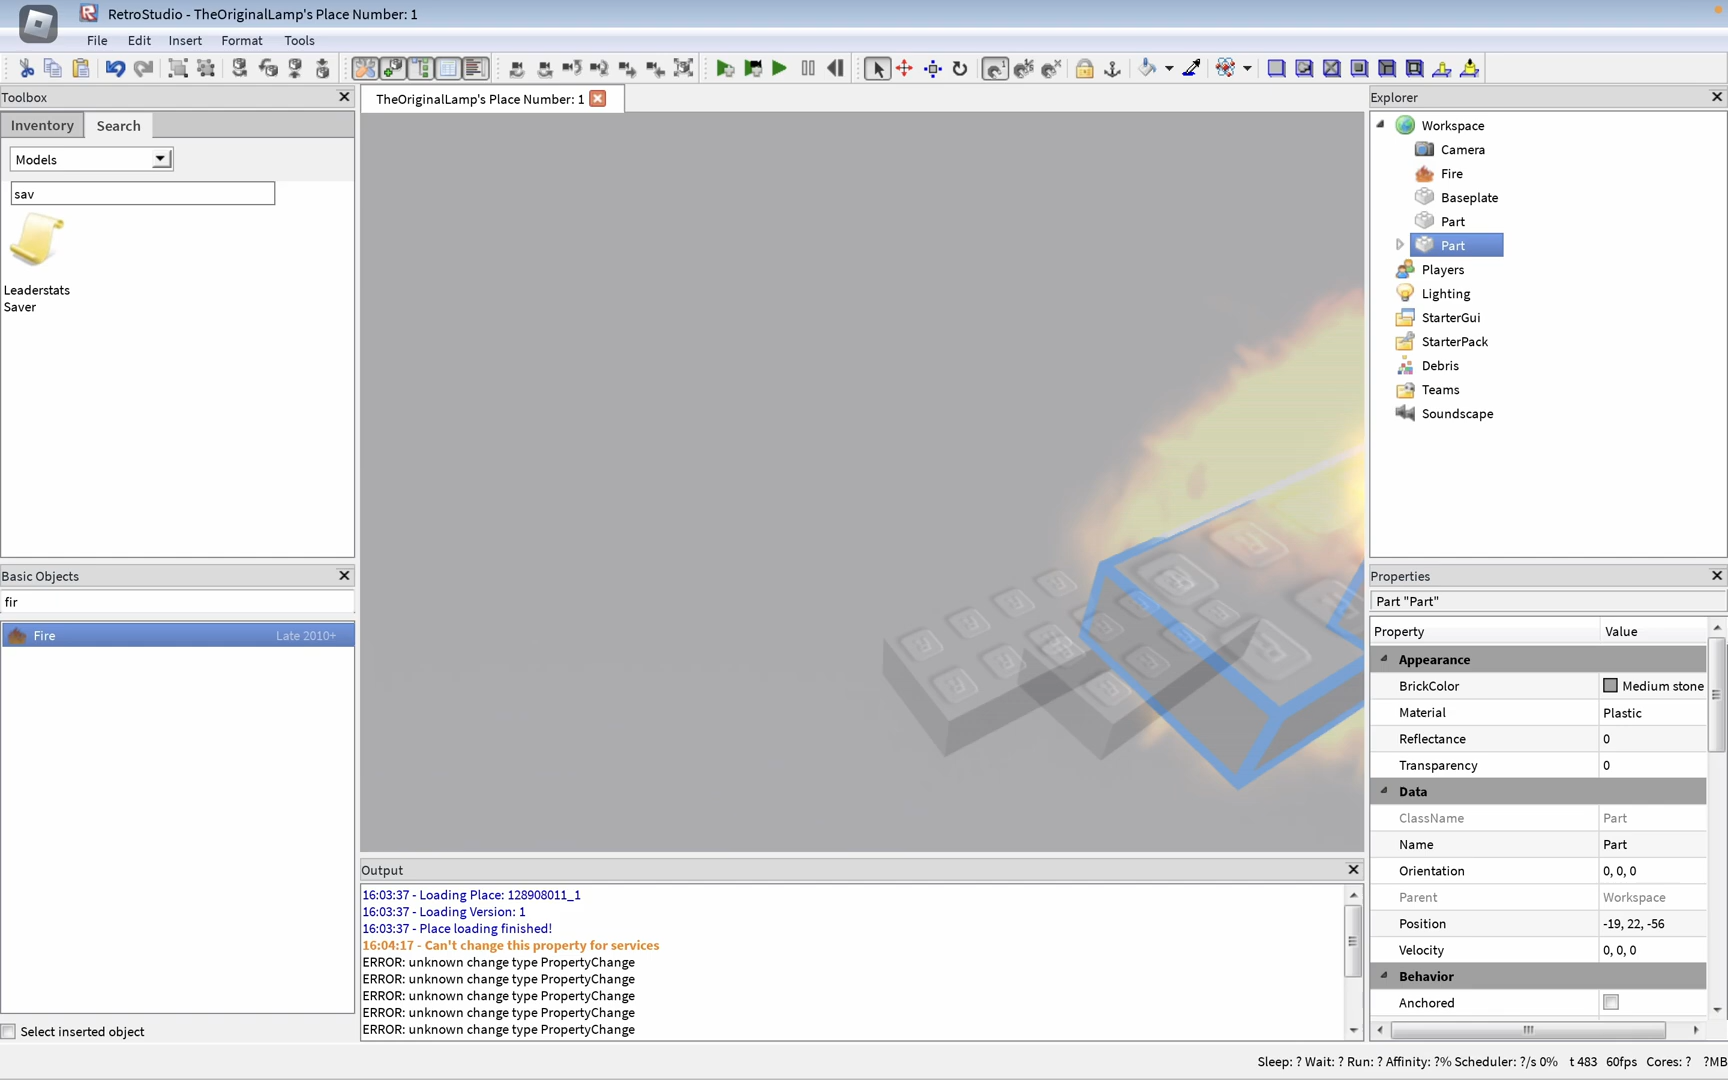 RetroStudio - TheOriginalLamp's Place Number: 1
File Edit Insert Format Tools
Toolbox
Inventory Search
Models
sav
Leaderstats
Saver
Basic Objects
fir
Fire Late 2010+
Select inserted object
TheOriginalLamp's Place Number: 1
Output
16:03:37 - Loading Place: 128908011_1
16:03:37 - Loading Version: 1
16:03:37 - Place loading finished!
16:04:17 - Can't change this property for services
ERROR: unknown change type PropertyChange
ERROR: unknown change type PropertyChange
ERROR: unknown change type PropertyChange
ERROR: unknown change type PropertyChange
ERROR: unknown change type PropertyChange
Explorer
Workspace
Camera
Fire
Baseplate
Part
Part
Players
Lighting
StarterGui
StarterPack
Debris
Teams
Soundscape
Properties
Part "Part"
Property Value
Appearance
BrickColor Medium stone
Material Plastic
Reflectance 0
Transparency 0
Data
ClassName Part
Name Part
Orientation 0, 0, 0
Parent Workspace
Position -19, 22, -56
Velocity 0, 0, 0
Behavior
Anchored
Sleep: ? Wait: ? Run: ? Affinity: ?% Scheduler: ?/s 0% t 483 60fps Cores: ? ?MB